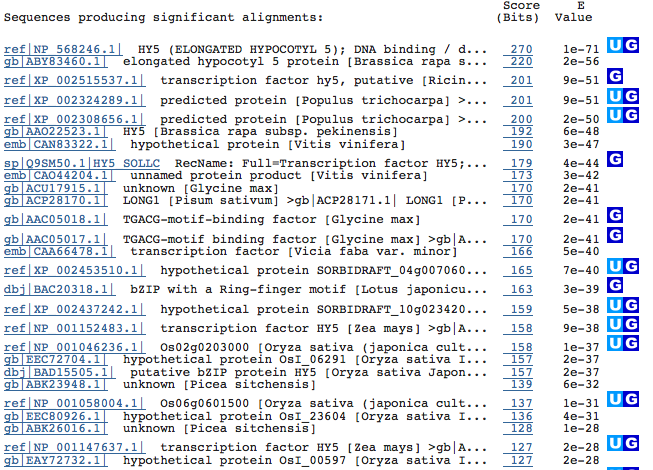 Score E
Sequences producing significant alignments: (Bits) Value
ref|NP_568246.1| HY5 (ELONGATED HYPOCOTYL 5); DNA binding / d... 270 1e-71 U G
gb|ABY83460.1| elongated hypocotyl 5 protein [Brassica rapa s... 220 2e-56
ref|XP_002515537.1| transcription factor hy5, putative [Ricin... 201 9e-51 G
ref|XP_002324289.1| predicted protein [Populus trichocarpa] >... 201 9e-51 U G
ref|XP_002308656.1| predicted protein [Populus trichocarpa] >... 200 2e-50 U G
gb|AAO22523.1| HY5 [Brassica rapa subsp. pekinensis] 192 6e-48
emb|CAN83322.1| hypothetical protein [Vitis vinifera] 190 3e-47
sp|Q9SM50.1|HY5_SOLLC RecName: Full=Transcription factor HY5;... 179 4e-44 G
emb|CAO44204.1| unnamed protein product [Vitis vinifera] 173 3e-42
gb|ACU17915.1| unknown [Glycine max] 170 2e-41
gb|ACP28170.1| LONG1 [Pisum sativum] >gb|ACP28171.1| LONG1 [P... 170 2e-41
gb|AAC05018.1| TGACG-motif-binding factor [Glycine max] 170 2e-41 G
gb|AAC05017.1| TGACG-motif binding factor [Glycine max] >gb|A... 170 2e-41 G
emb|CAA66478.1| transcription factor [Vicia faba var. minor] 166 5e-40
ref|XP_002453510.1| hypothetical protein SORBIDRAFT_04g007060... 165 7e-40 U G
dbj|BAC20318.1| bZIP with a Ring-finger motif [Lotus japonicu... 163 3e-39 G
ref|XP_002437242.1| hypothetical protein SORBIDRAFT_10g023420... 159 5e-38 U G
ref|NP_001152483.1| transcription factor HY5 [Zea mays] >gb|A... 158 9e-38 U G
ref|NP_001046236.1| Os02g0203000 [Oryza sativa (japonica cult... 158 1e-37 U G
gb|EEC72704.1| hypothetical protein OsI_06291 [Oryza sativa I... 157 2e-37
dbj|BAD15505.1| putative bZIP protein HY5 [Oryza sativa Japon... 157 2e-37
gb|ABK23948.1| unknown [Picea sitchensis] 139 6e-32
ref|NP_001058004.1| Os06g0601500 [Oryza sativa (japonica cult... 137 1e-31 U G
gb|EEC80926.1| hypothetical protein OsI_23604 [Oryza sativa I... 136 4e-31
gb|ABK26016.1| unknown [Picea sitchensis] 128 1e-28
ref|NP_001147637.1| transcription factor HY5 [Zea mays] >gb|A... 127 2e-28 U G
gb|EAY72732.1| hypothetical protein OsI_00597 [Oryza sativa I... 127 2e-28